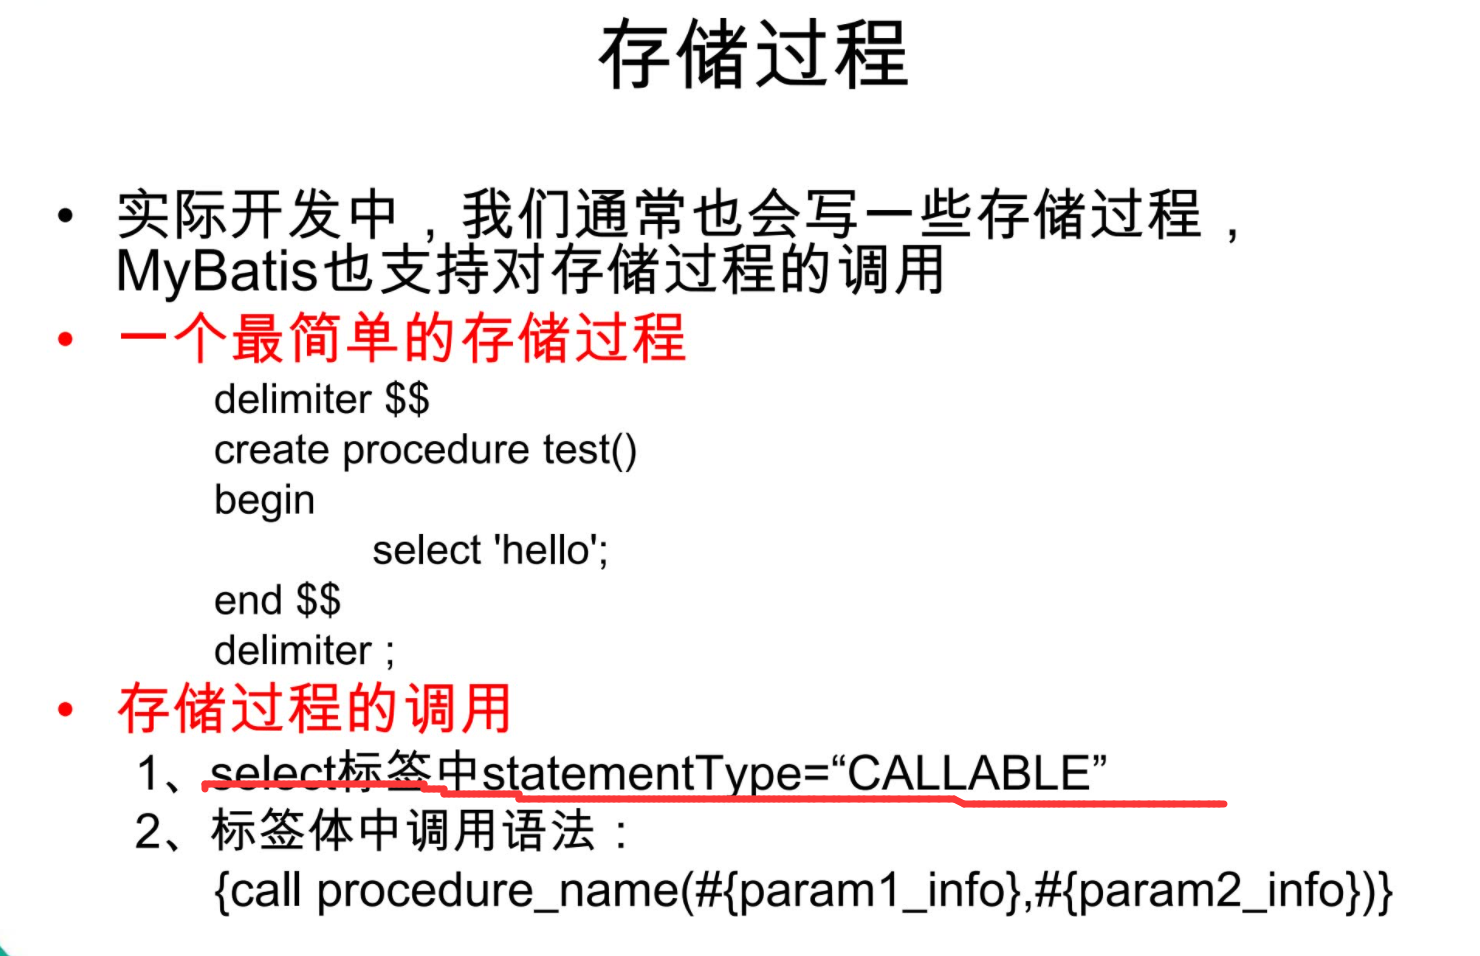 存储过程
• 实际开发中，我们通常也会写一些存储过程，
MyBatis也支持对存储过程的调用
• 一个最简单的存储过程
delimiter $$
create procedure test()
begin
select 'hello';
end $$
delimiter ;
• 存储过程的调用
1、select标签中statementType=“CALLABLE”
2、标签体中调用语法：
{call procedure_name(#{param1_info},#{param2_info})}